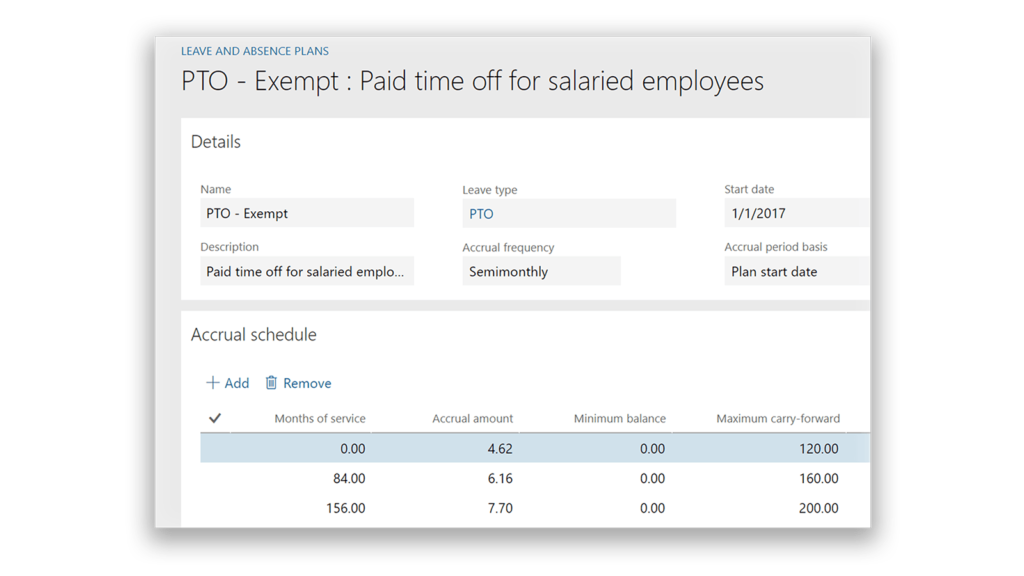 LEAVE AND ABSENCE PLANS
PTO - Exempt : Paid time off for salaried employees
Details
Name Leave type Start date
PTO - Exempt PTO 1/1/2017
Description Accrual frequency Accrual period basis
Paid time off for salaried emplo... Semimonthly Plan start date
Accrual schedule
Add Remove
Months of service Accrual amount Minimum balance Maximum carry-forward
0.00 4.62 0.00 120.00
84.00 6.16 0.00 160.00
156.00 7.70 0.00 200.00